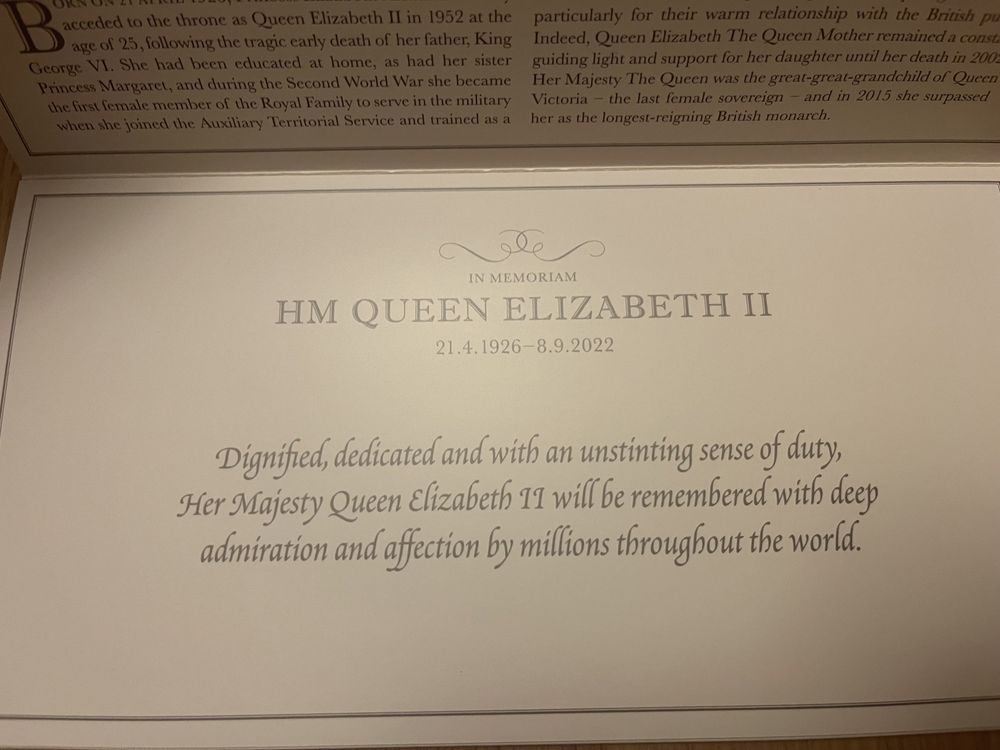 BORN ON 21 APRIL 1926,
acceded to the throne as Queen Elizabeth II in 1952 at the
age of 25, following the tragic early death of her father, King
George VI. She had been educated at home, as had her sister
Princess Margaret, and during the Second World War she became
the first female member of the Royal Family to serve in the military
when she joined the Auxiliary Territorial Service and trained as a
particularly for their warm relationship with the British
Indeed, Queen Elizabeth The Queen Mother remained a
guiding light and support for her daughter until her death in
Her Majesty The Queen was the great-great-grandchild of Queen
Victoria – the last female sovereign – and in 2015 she surpassed
her as the longest-reigning British monarch.
IN MEMORIAM
HM QUEEN ELIZABETH II
21.4.1926–8.9.2022
Dignified, dedicated and with an unstinting sense of duty,
Her Majesty Queen Elizabeth II will be remembered with deep
admiration and affection by millions throughout the world.